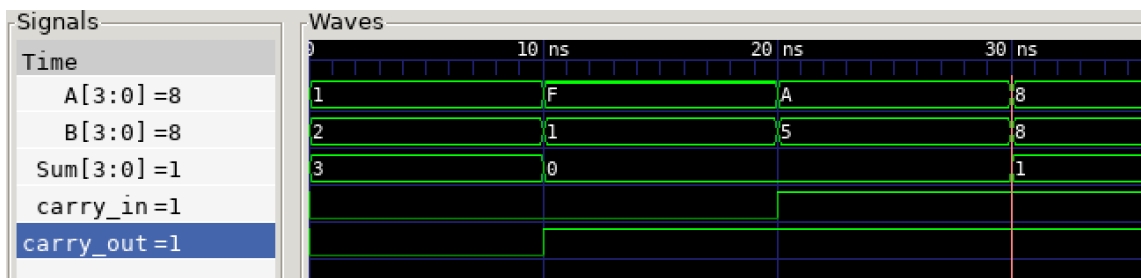 Signals
Waves
Time
0 10 ns 20 ns 30 ns
A[3:0]=8
1 F A 8
B[3:0]=8
2 1 5 8
Sum[3:0]=1
3 0 1
carry_in=1
carry_out=1